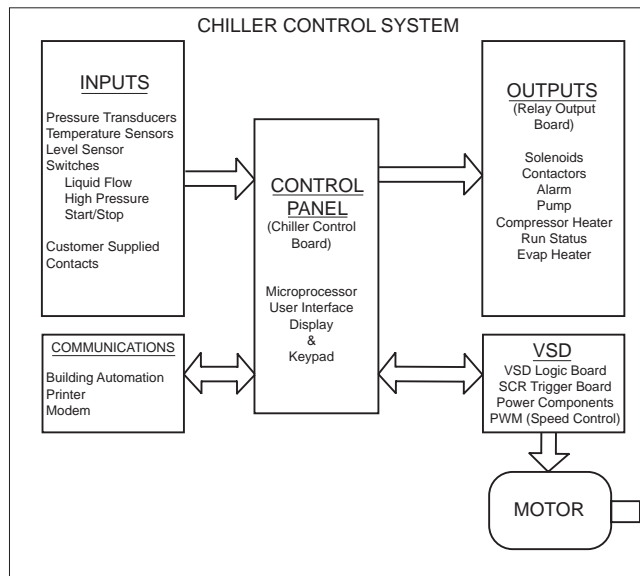 CHILLER CONTROL SYSTEM
INPUTS
Pressure Transducers
Temperature Sensors
Level Sensor
Switches
Liquid Flow
High Pressure
Start/Stop
Customer Supplied
Contacts
COMMUNICATIONS
Building Automation
Printer
Modem
CONTROL
PANEL
(Chiller Control
Board)
Microprocessor
User Interface
Display
&
Keypad
OUTPUTS
(Relay Output
Board)
Solenoids
Contactors
Alarm
Pump
Compressor Heater
Run Status
Evap Heater
VSD
VSD Logic Board
SCR Trigger Board
Power Components
PWM (Speed Control)
MOTOR